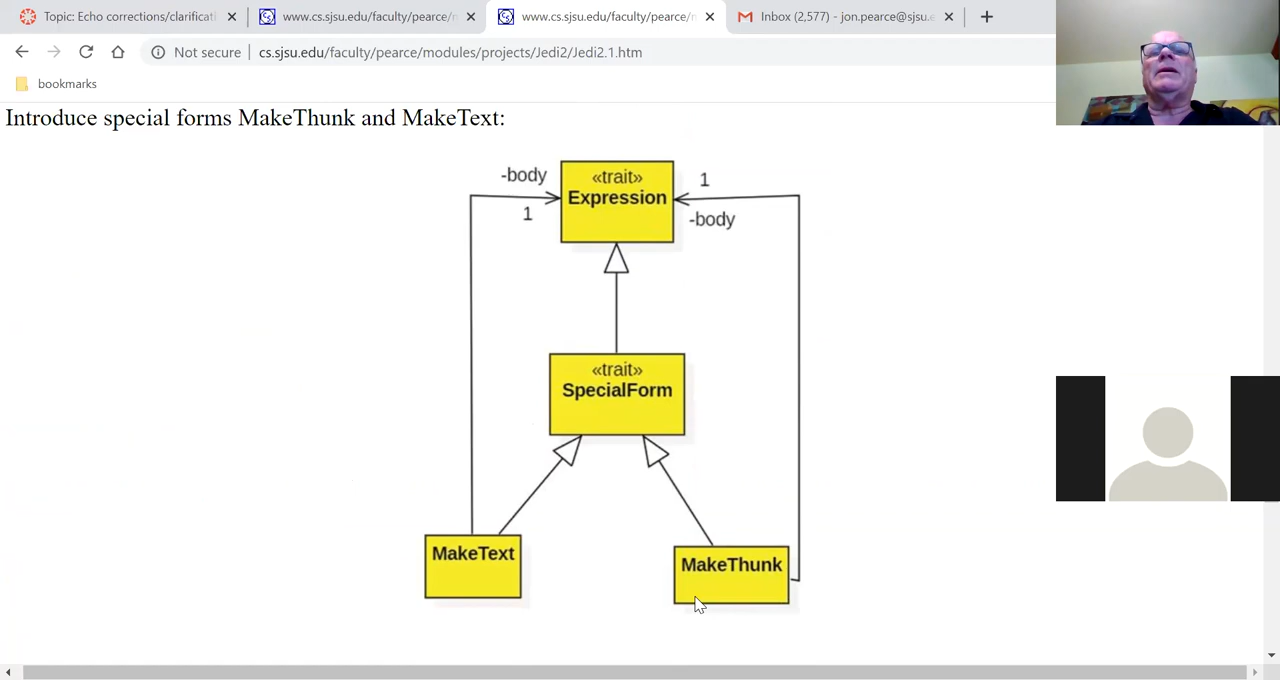 Topic: Echo corrections/clarificati
www.cs.sjsu.edu/faculty/pearce/m
www.cs.sjsu.edu/faculty/pearce/m
Inbox (2,577) - jon.pearce@sjsu.e
Not secure
cs.sjsu.edu/faculty/pearce/modules/projects/Jedi2/Jedi2.1.htm
bookmarks
Introduce special forms MakeThunk and MakeText:
-body
1
«trait»
Expression
1
-body
«trait»
SpecialForm
MakeText
MakeThunk